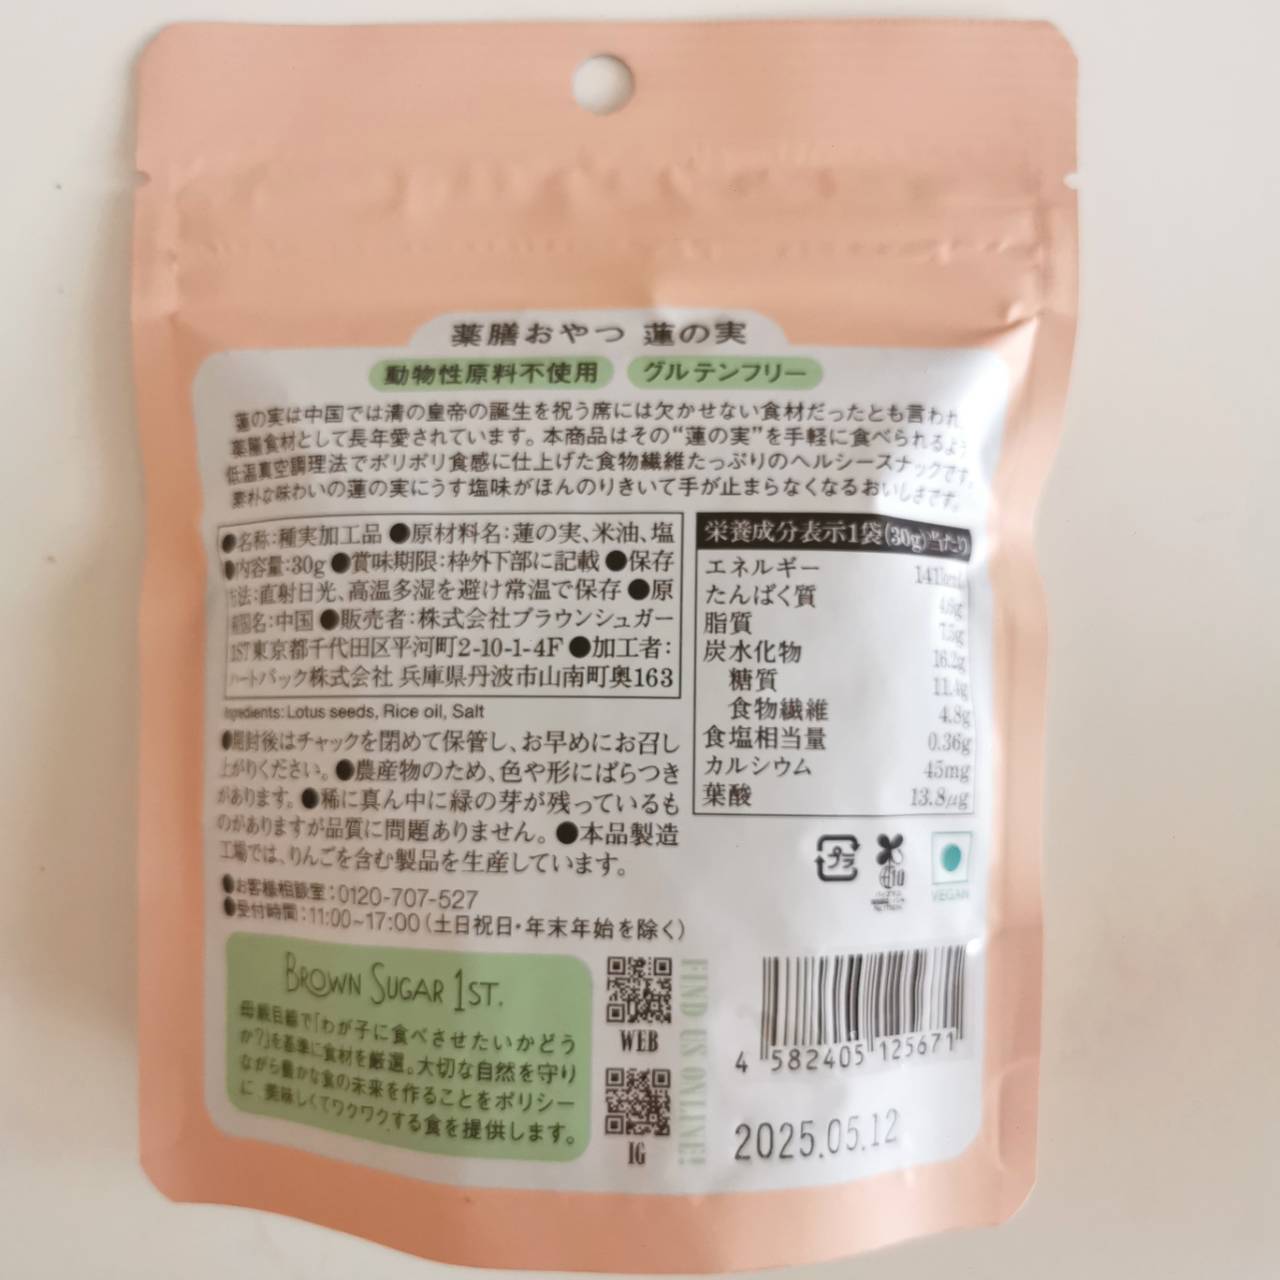 薬膳おやつ 蓮の実
動物性原料不使用 グルテンフリー
蓮の実は中国では清の皇帝の誕生を祝う席には欠かせない食材だったとも言われ、
薬膳食材として長年愛されています。本商品はその“蓮の実”を手軽に食べられるよう
低温真空調理法でポリポリ食感に仕上げた食物繊維たっぷりのヘルシースナックです。
素朴な味わいの蓮の実にうす塩味がほんのりきいて手が止まらなくなるおいしさです。
●名称:種実加工品 ●原材料名:蓮の実、米油、塩
●内容量:30g ●賞味期限:枠外下部に記載 ●保存
方法:直射日光、高温多湿を避け常温で保存 ●原
産国名:中国 ●販売者:株式会社ブラウンシュガー
1ST東京都千代田区平河町2-10-1-4F ●加工者:
ハートパック株式会社 兵庫県丹波市山南町奥163
Ingredients: Lotus seeds, Rice oil, Salt
●開封後はチャックを閉めて保管し、お早めにお召し
上がりください。●農産物のため、色や形にばらつき
があります。●稀に真ん中に緑の芽が残っているも
のがありますが品質に問題ありません。●本品製造
工場では、りんごを含む製品を生産しています。
●お客様相談室:0120-707-527
●受付時間:11:00~17:00(土日祝日・年末年始を除く)
栄養成分表示1袋(30g)当たり
エネルギー 141kcal
たんぱく質 4.6g
脂質 7.5g
炭水化物 16.2g
糖質 11.4g
食物繊維 4.8g
食塩相当量 0.36g
カルシウム 45mg
葉酸 13.8μg
プラ
10
VEGAN
BROWN SUGAR 1ST.
母親目線で「わが子に食べさせたいかどう
か?」を基準に食材を厳選。大切な自然を守り
ながら豊かな食の未来を作ることをポリシー
に、美味しくてワクワクする食を提供します。
WEB
IG
FIND US ONLINE!!
4 582405 125671
2025.05.12